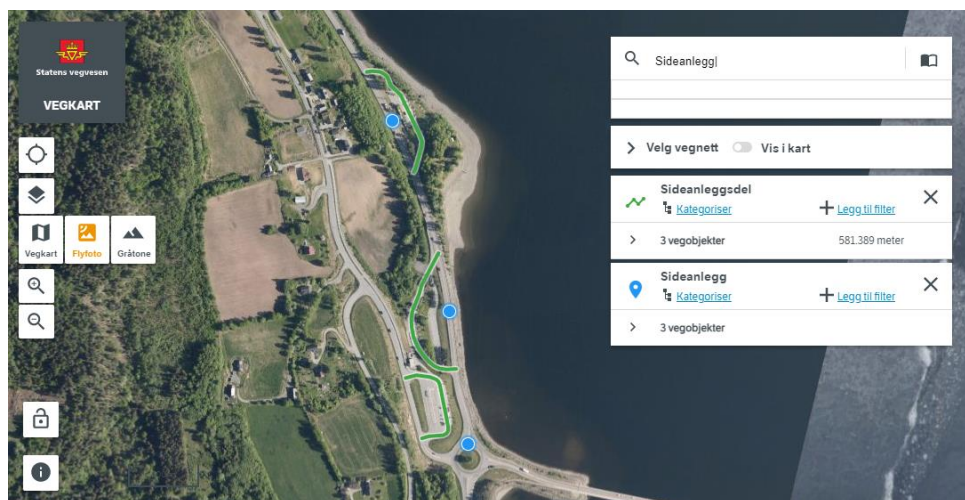 Statens vegvesen
VEGKART
Vegkart
Flyfoto
Gråtone
Sideanlegg
Velg vegnett Vis i kart
Sideanleggsdel
Kategoriser Legg til filter
3 vegobjekter 581,389 meter
Sideanlegg
Kategoriser Legg til filter
3 vegobjekter